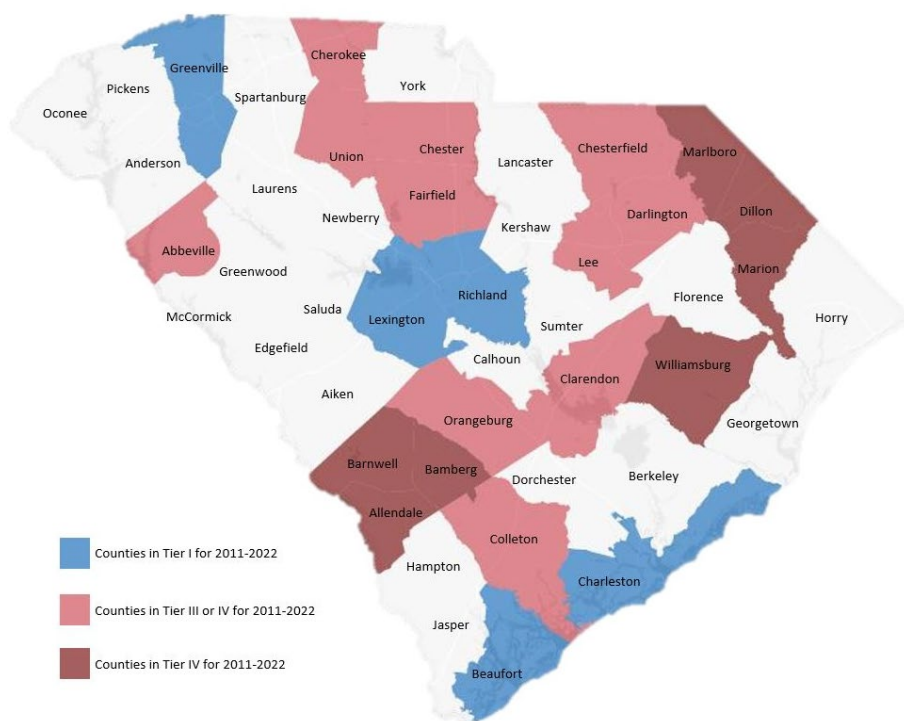 Cherokee
Greenville
York
Pickens
Spartanburg
Oconee
Chester
Chesterfield
Marlboro
Union
Lancaster
Anderson
Laurens
Fairfield
Dillon
Newberry
Darlington
Kershaw
Abbeville
Lee
Marion
Greenwood
Richland
Florence
McCormick
Saluda
Lexington
Sumter
Horry
Edgefield
Calhoun
Williamsburg
Clarendon
Aiken
Orangeburg
Georgetown
Barnwell
Bamberg
Dorchester
Berkeley
Allendale
Colleton
Counties in Tier I for 2011-2022
Hampton
Charleston
Counties in Tier III or IV for 2011-2022
Jasper
Counties in Tier IV for 2011-2022
Beaufort